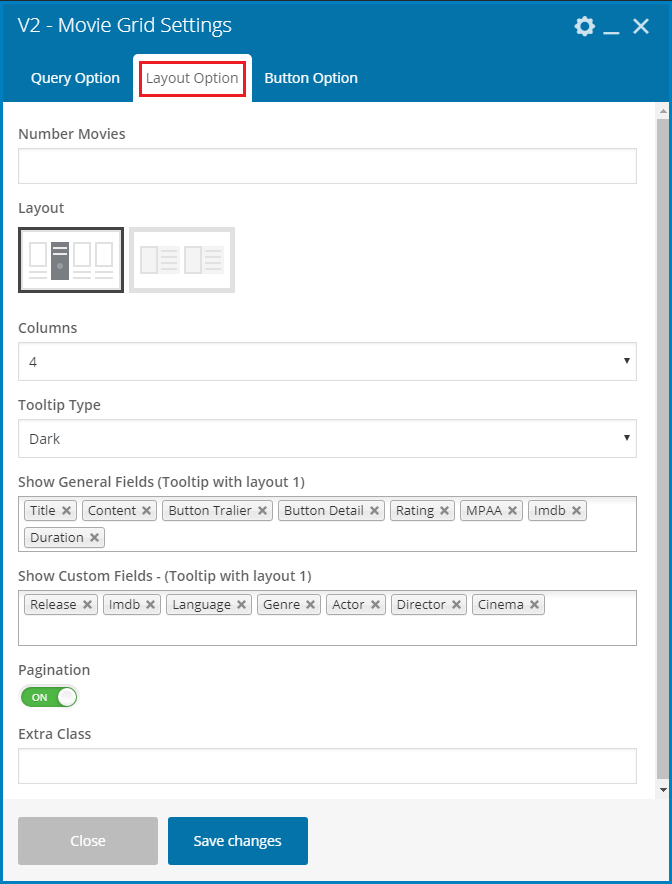 V2 - Movie Grid Settings
Query Option Layout Option Button Option
Number Movies
Layout
Columns
4
Tooltip Type
Dark
Show General Fields (Tooltip with layout 1)
Title Content Button Tralier Button Detail Rating MPAA Imdb
Duration
Show Custom Fields - (Tooltip with layout 1)
Release Imdb Language Genre Actor Director Cinema
Pagination
ON
Extra Class
Close Save changes